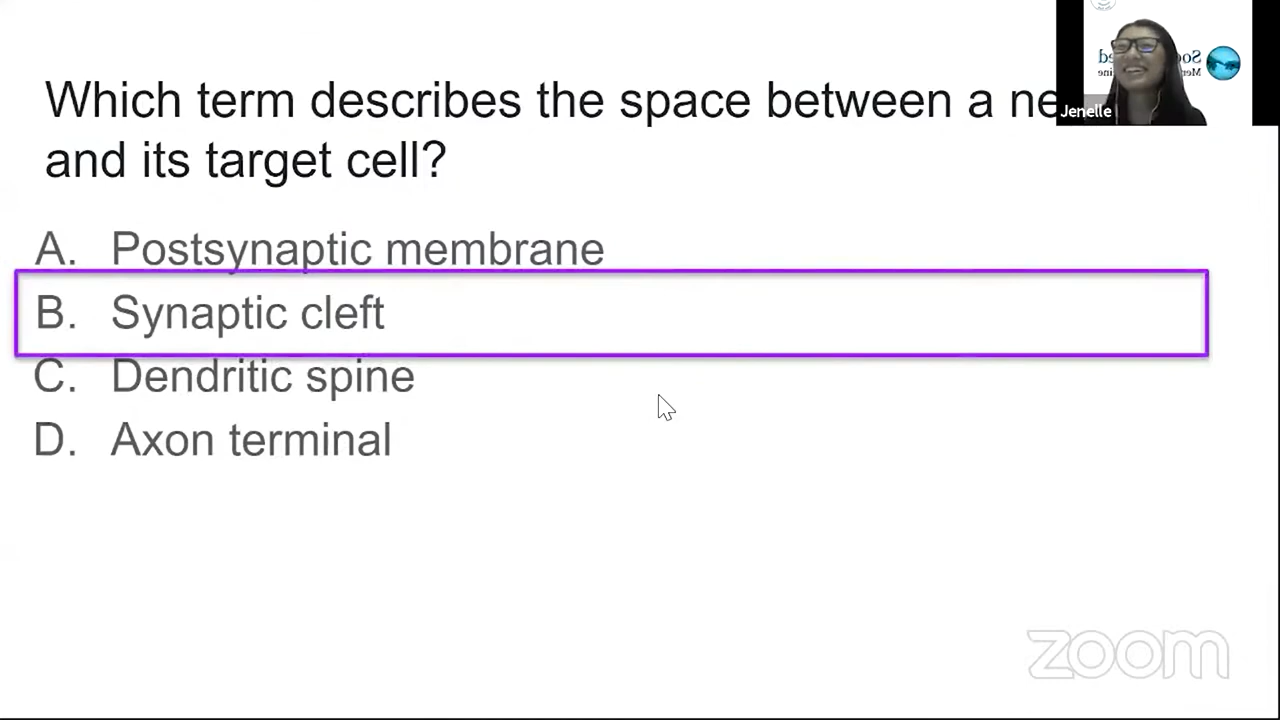 Which term describes the space between a ne
and its target cell?
Jenelle
A. Postsynaptic membrane
B. Synaptic cleft
C. Dendritic spine
D. Axon terminal
zoom